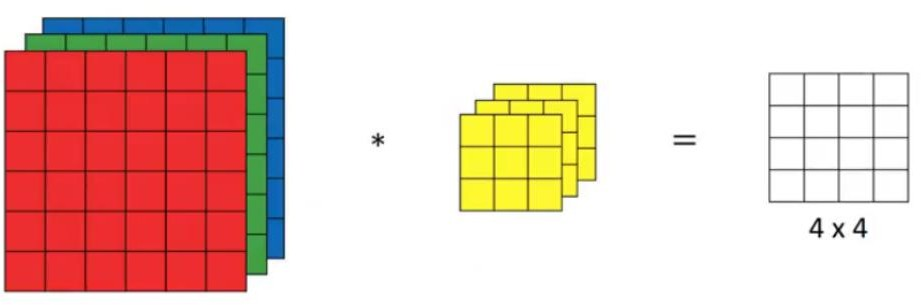 * =
4 x 4